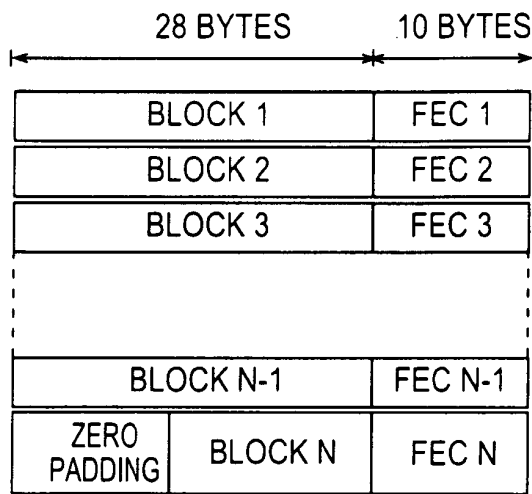 28 BYTES 10 BYTES
BLOCK 1 FEC 1
BLOCK 2 FEC 2
BLOCK 3 FEC 3
BLOCK N-1 FEC N-1
ZERO
PADDING BLOCK N FEC N